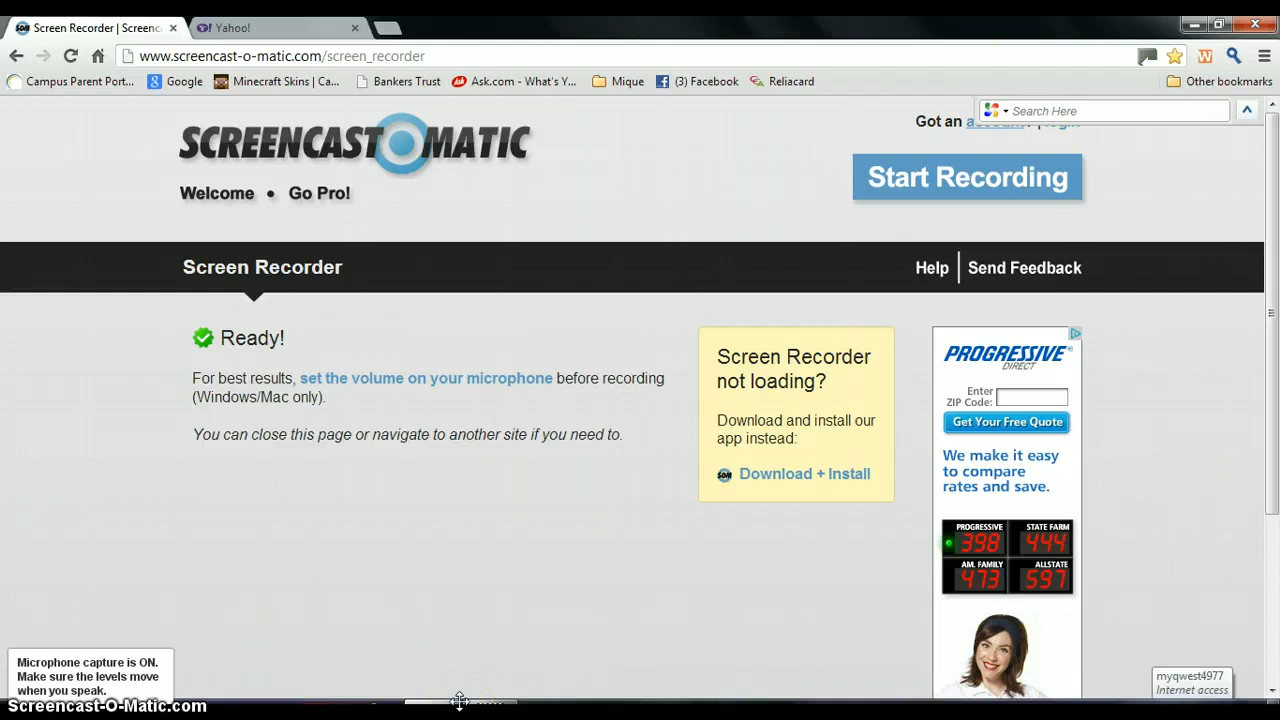 Screen Recorder | Screenc
Yahoo!
www.screencast-o-matic.com/screen_recorder
Campus Parent Port...
Google
Minecraft Skins | Ca...
Bankers Trust
Ask.com - What's Y...
Mique
(3) Facebook
Reliacard
Other bookmarks
SCREENCAST-O-MATIC
Got an
Search Here
Welcome • Go Pro!
Start Recording
Screen Recorder
Help
Send Feedback
Ready!
For best results, set the volume on your microphone before recording
(Windows/Mac only).
You can close this page or navigate to another site if you need to.
Screen Recorder
not loading?
Download and install our
app instead:
SOM
Download + Install
PROGRESSIVE
DIRECT
Enter
ZIP Code:
Get Your Free Quote
We make it easy
to compare
rates and save.
PROGRESSIVE
398
STATE FARM
444
AM. FAMILY
473
ALLSTATE
597
Microphone capture is ON.
Make sure the levels move
when you speak.
myqwest4977
Internet access
Screencast-O-Matic.com